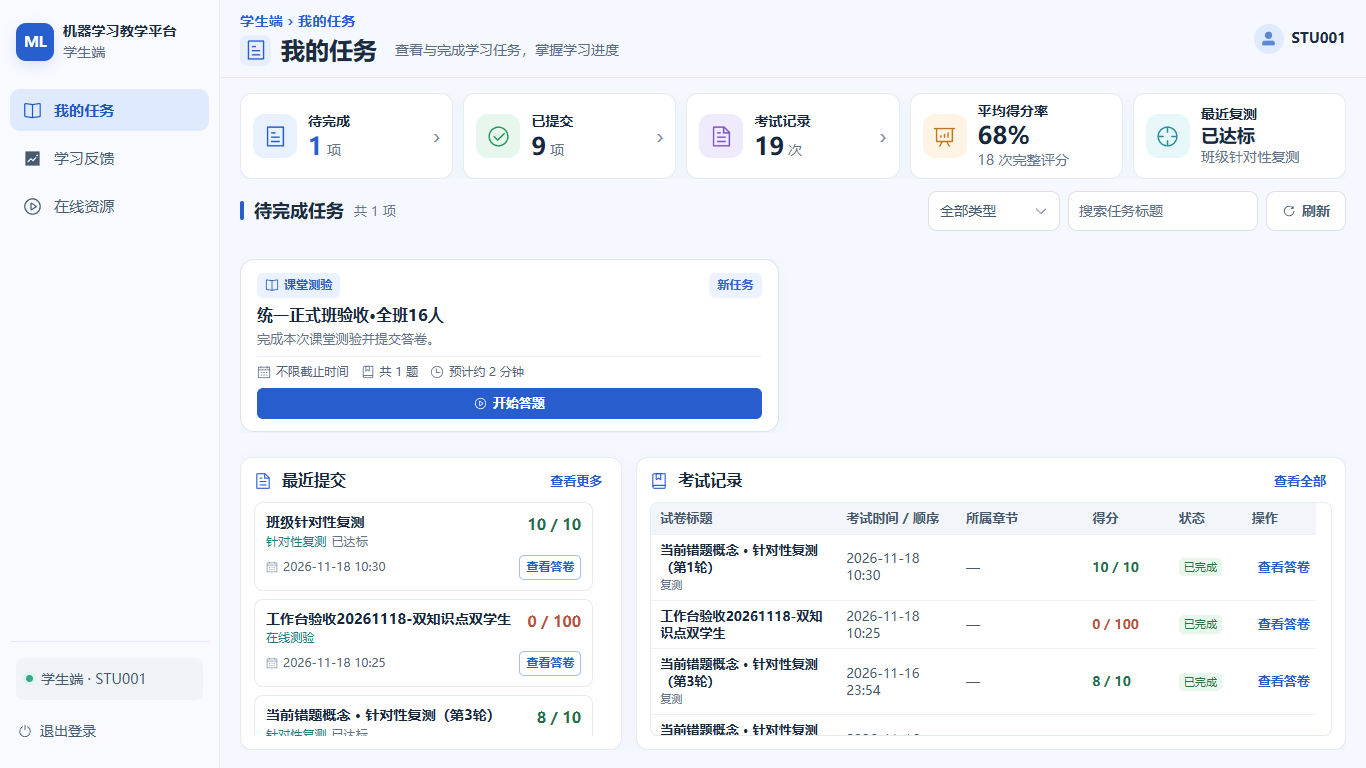 ML
机器学习教学平台
学生端
我的任务
学习反馈
在线资源
学生端 · STU001
退出登录
学生端 › 我的任务
我的任务
查看与完成学习任务，掌握学习进度
STU001
待完成
1 项
已提交
9 项
考试记录
19 次
平均得分率
68%
18 次完整评分
最近复测
已达标
班级针对性复测
待完成任务 共 1 项
全部类型
搜索任务标题
刷新
课堂测验
新任务
统一正式班验收•全班16人
完成本次课堂测验并提交答卷。
不限截止时间 共 1 题 预计约 2 分钟
开始答题
最近提交
查看更多
班级针对性复测
10 / 10
针对性复测 已达标
2026-11-18 10:30
查看答卷
工作台验收20261118-双知识点双学生
0 / 100
在线测验
2026-11-18 10:25
查看答卷
当前错题概念 • 针对性复测（第3轮）
8 / 10
针对性复测 已达标
考试记录
查看全部
试卷标题 考试时间 / 顺序 所属章节 得分 状态 操作
当前错题概念 • 针对性复测
（第1轮）
复测
2026-11-18
10:30
—
10 / 10
已完成
查看答卷
工作台验收20261118-双知
识点双学生
2026-11-18
10:25
—
0 / 100
已完成
查看答卷
当前错题概念 • 针对性复测
（第3轮）
复测
2026-11-16
23:54
—
8 / 10
已完成
查看答卷
当前错题概念 • 针对性复测